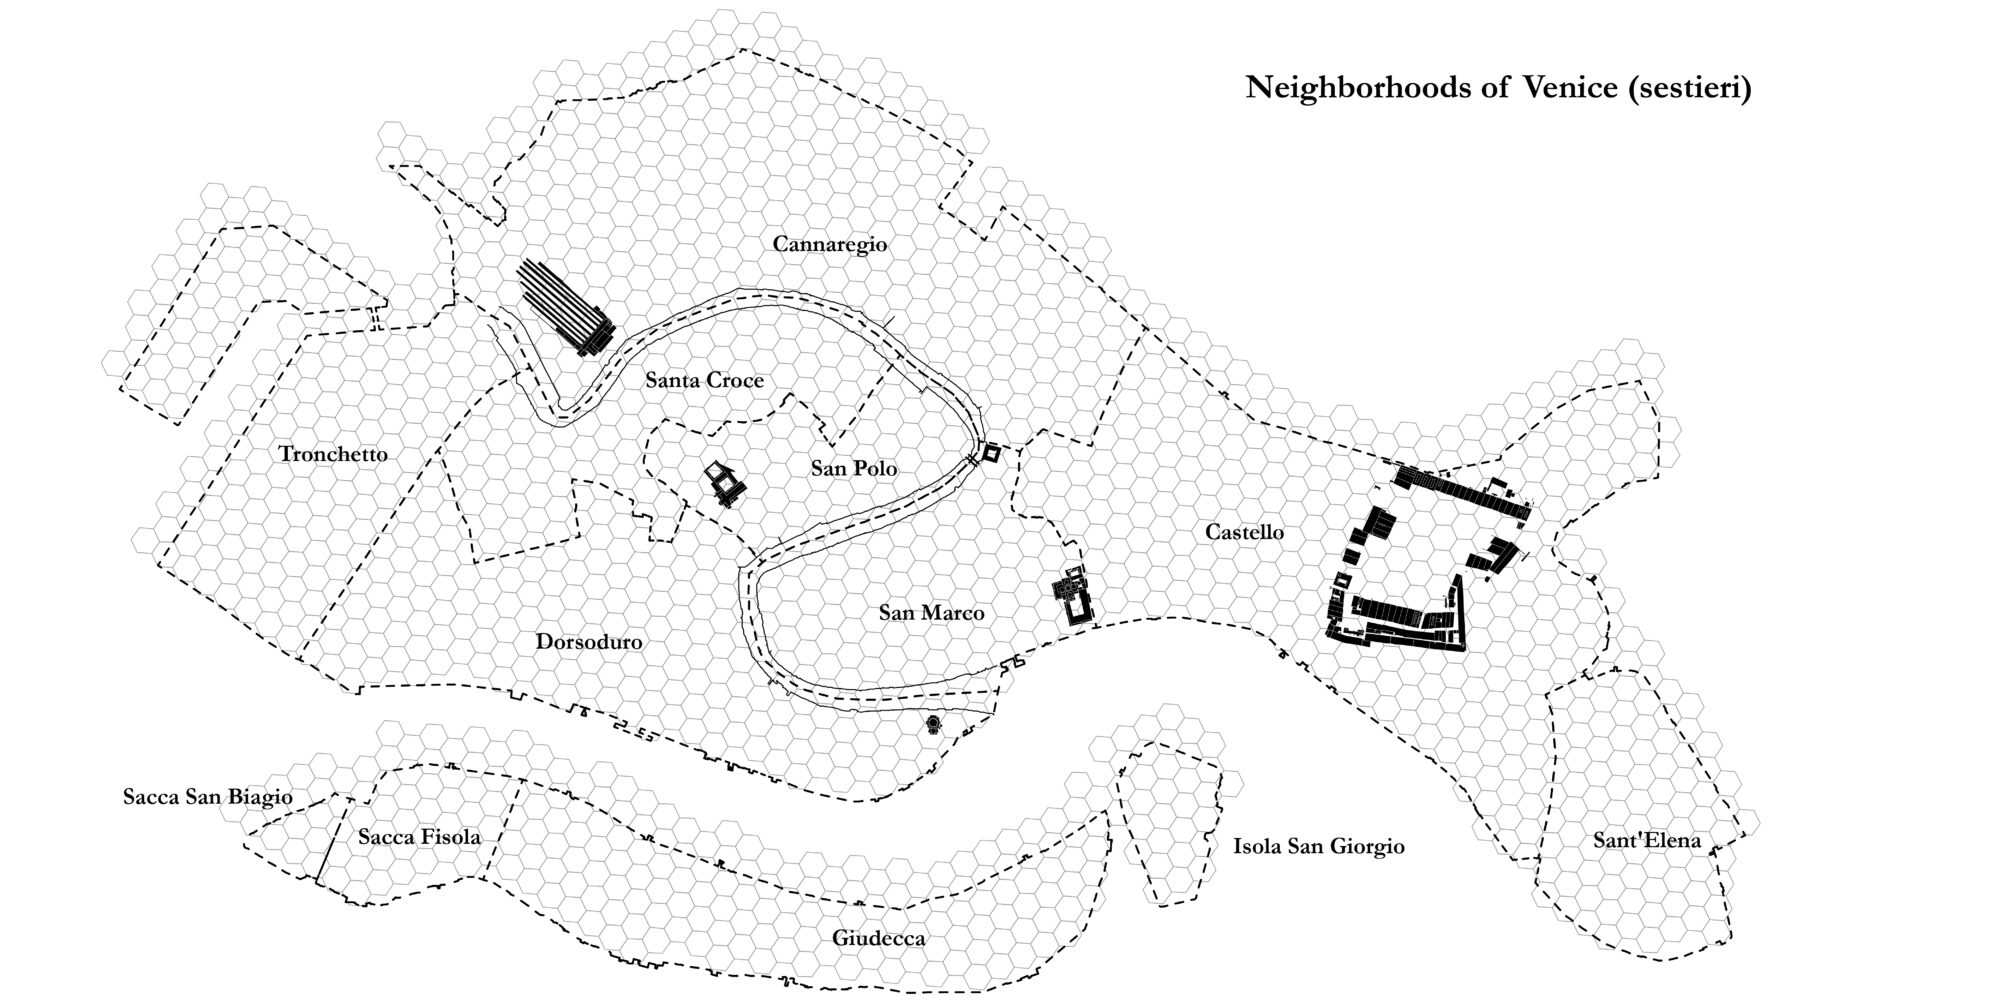 Neighborhoods of Venice (sestieri)
Cannaregio
Santa Croce
Tronchetto
San Polo
Castello
San Marco
Dorsoduro
Sacca San Biagio
Sacca Fisola
Sant'Elena
Isola San Giorgio
Giudecca